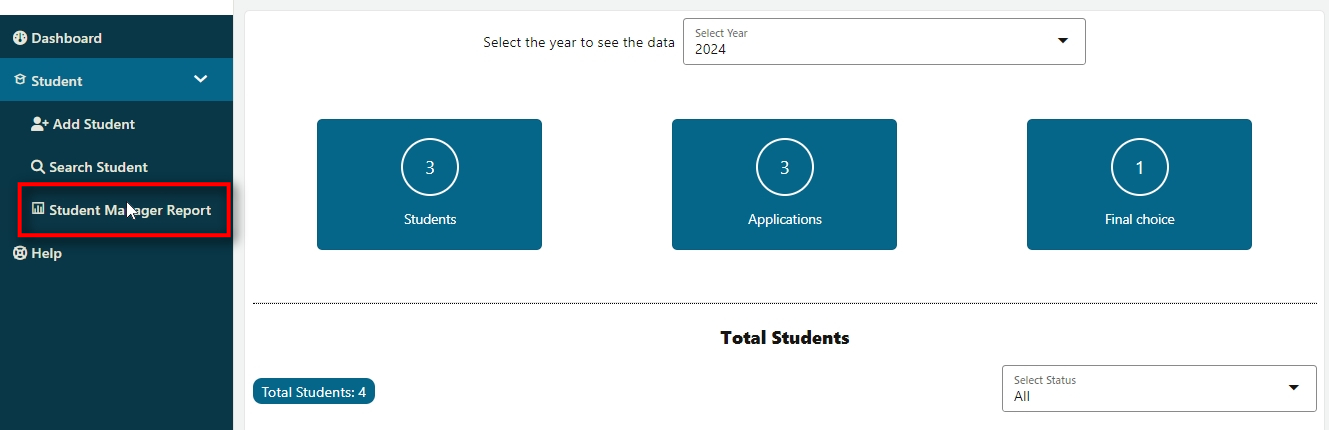 Dashboard
Student
Add Student
Search Student
Student Manager Report
Help
Select the year to see the data
Select Year
2024
3
Students
3
Applications
1
Final choice
Total Students
Total Students: 4
Select Status
All